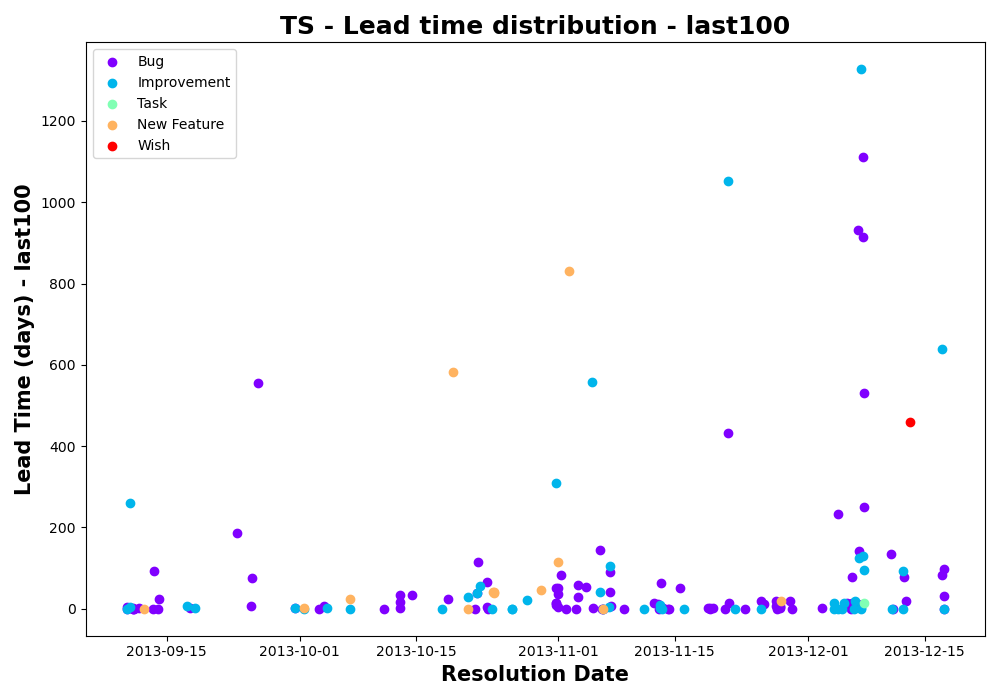 TS - Lead time distribution - last100
Bug
Improvement
Task
New Feature
Wish
Lead Time (days) - last100
1200
1000
800
600
400
200
0
2013-09-15
2013-10-01
2013-10-15
2013-11-01
2013-11-15
2013-12-01
2013-12-15
Resolution Date